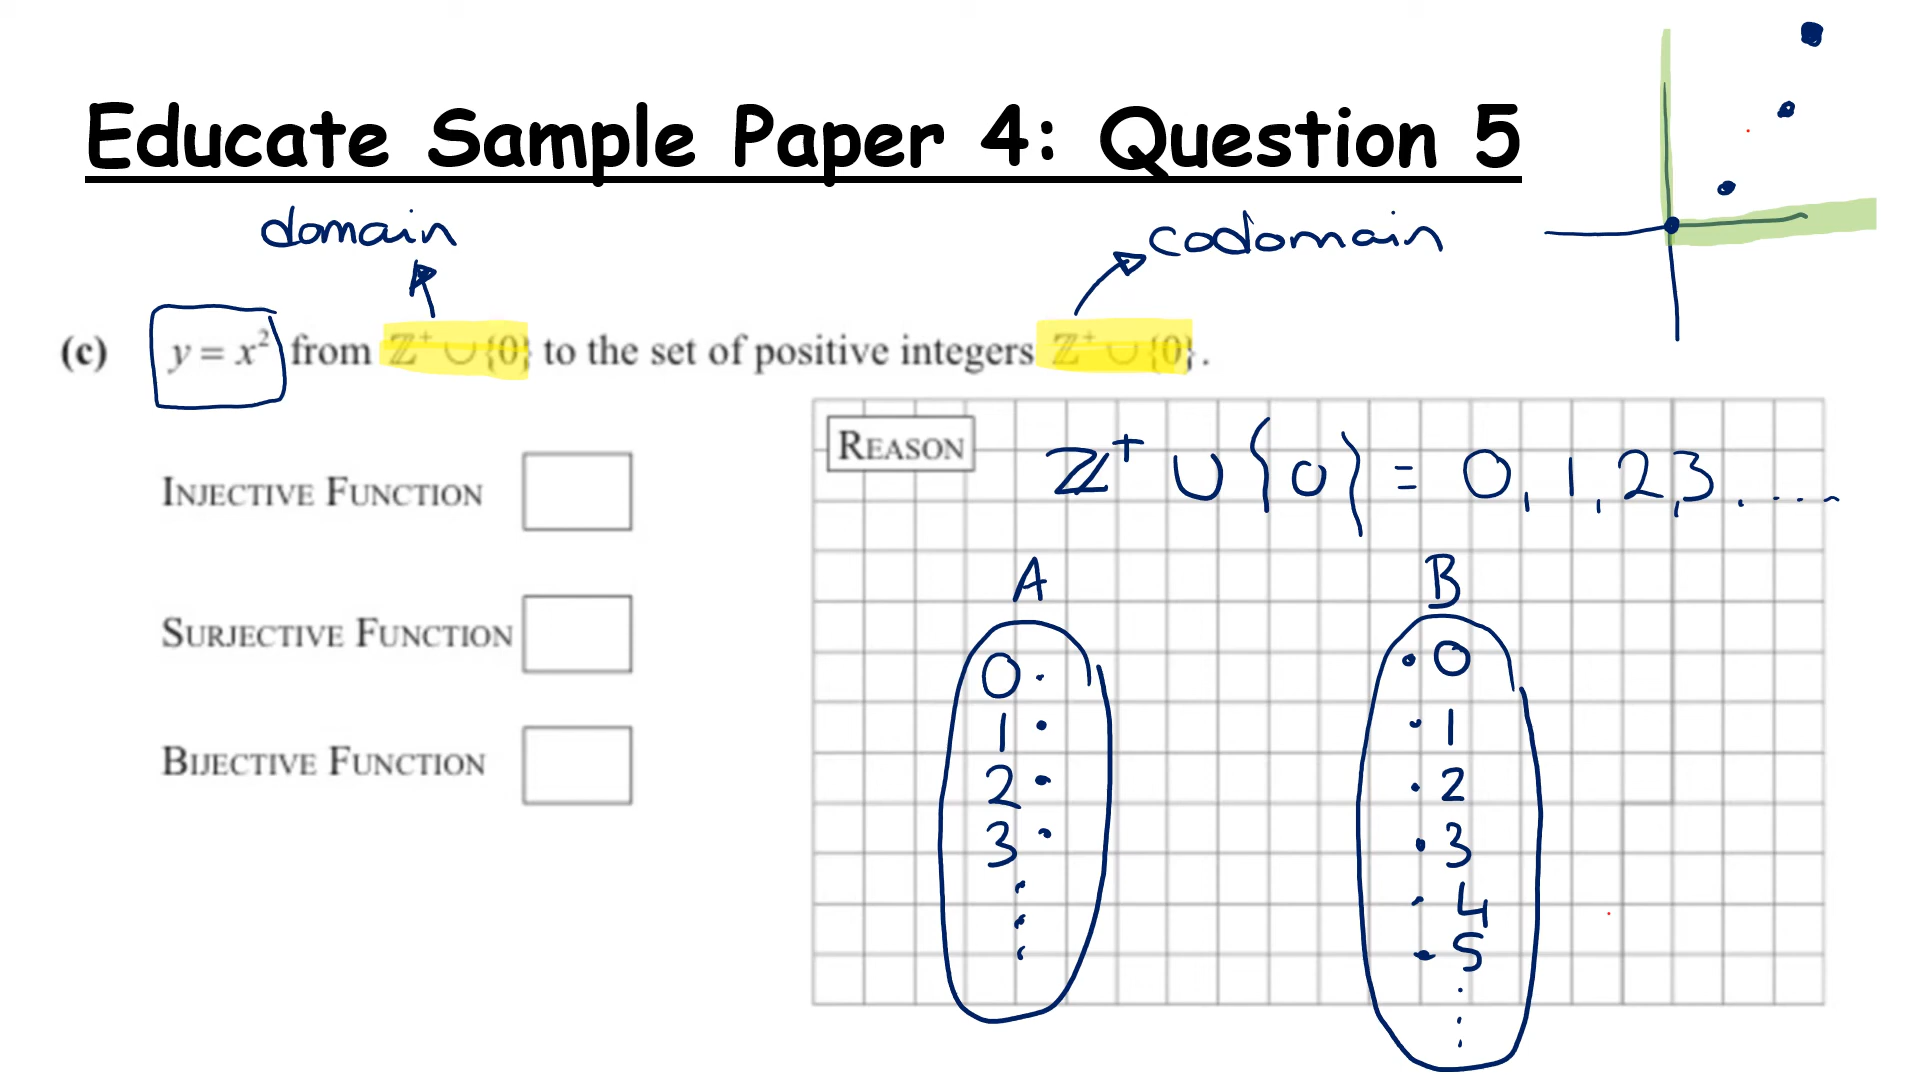 Educate Sample Paper 4: Question 5
domain
codomain
(c) y = x² from ℤ⁺ ∪ {0} to the set of positive integers ℤ⁺ ∪ {0}.
REASON
ℤ⁺ ∪ {0} = 0, 1, 2, 3, ....
INJECTIVE FUNCTION
SURJECTIVE FUNCTION
BIJECTIVE FUNCTION
A
0
1
2
3
B
0
1
2
3
4
5